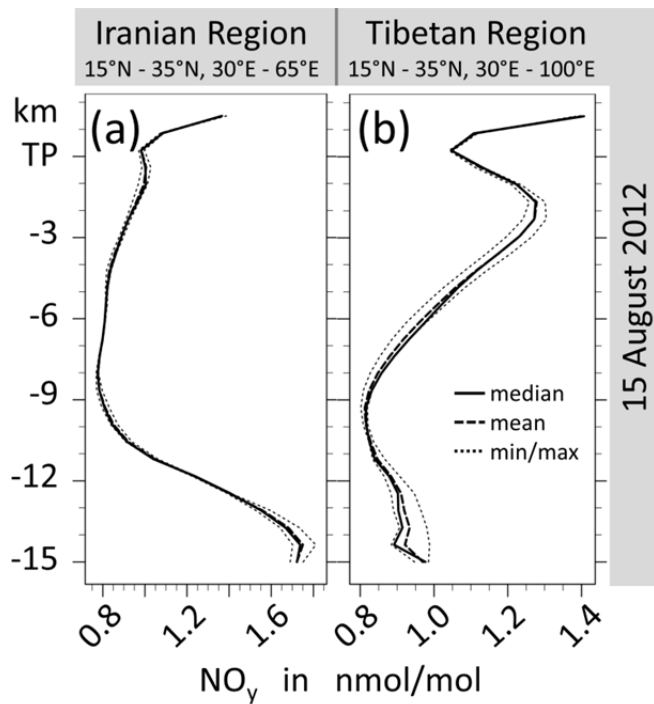 Iranian Region
15°N - 35°N, 30°E - 65°E
Tibetan Region
15°N - 35°N, 30°E - 100°E
km
TP
-3
-6
-9
-12
-15
(a)
(b)
median
mean
min/max
15 August 2012
0.8
1.2
1.6
0.8
1.0
1.2
1.4
NOy in nmol/mol